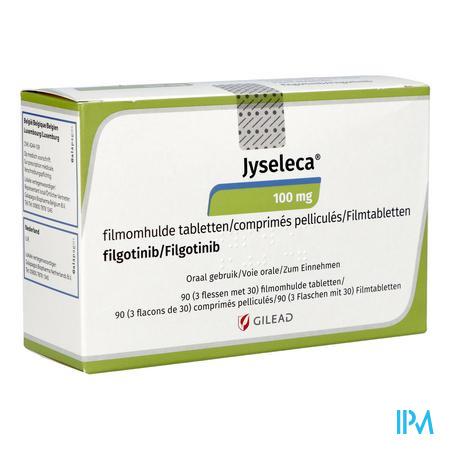 Jyseleca®
100 mg
filmomhulde tabletten/comprimés pelliculés/Filmtabletten
filgotinib/Filgotinib
Oraal gebruik/Voie orale/Zum Einnehmen
90 (3 flessen met 30) filmomhulde tabletten/
90 (3 flacons de 30) comprimés pelliculés/90 (3 Flaschen mit 30) Filmtabletten
GILEAD
België/Belgique/Belgien
Luxembourg/Luxemburg
Nederland
IPM